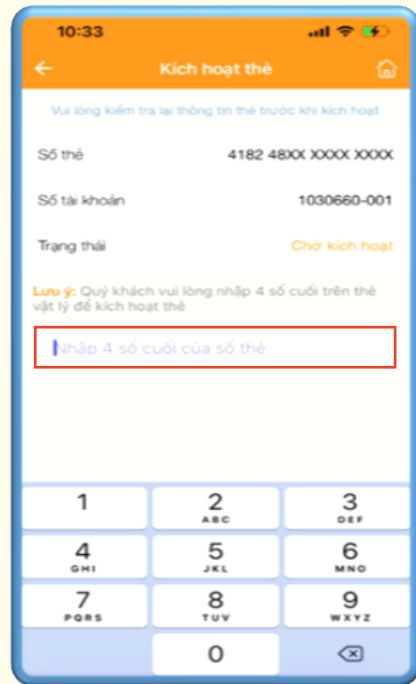 10:33
Kích hoạt thẻ
Vui lòng kiểm tra lại thông tin thẻ trước khi kích hoạt
Số thẻ 4182 48XX XXXX XXXX
Số tài khoản 1030660-001
Trạng thái Chờ kích hoạt
Lưu ý: Quý khách vui lòng nhập 4 số cuối trên thẻ
vật lý để kích hoạt thẻ
Nhập 4 số cuối của số thẻ
1 2 3
ABC DEF
4 5 6
GHI JKL MNO
7 8 9
PQRS TUV WXYZ
0